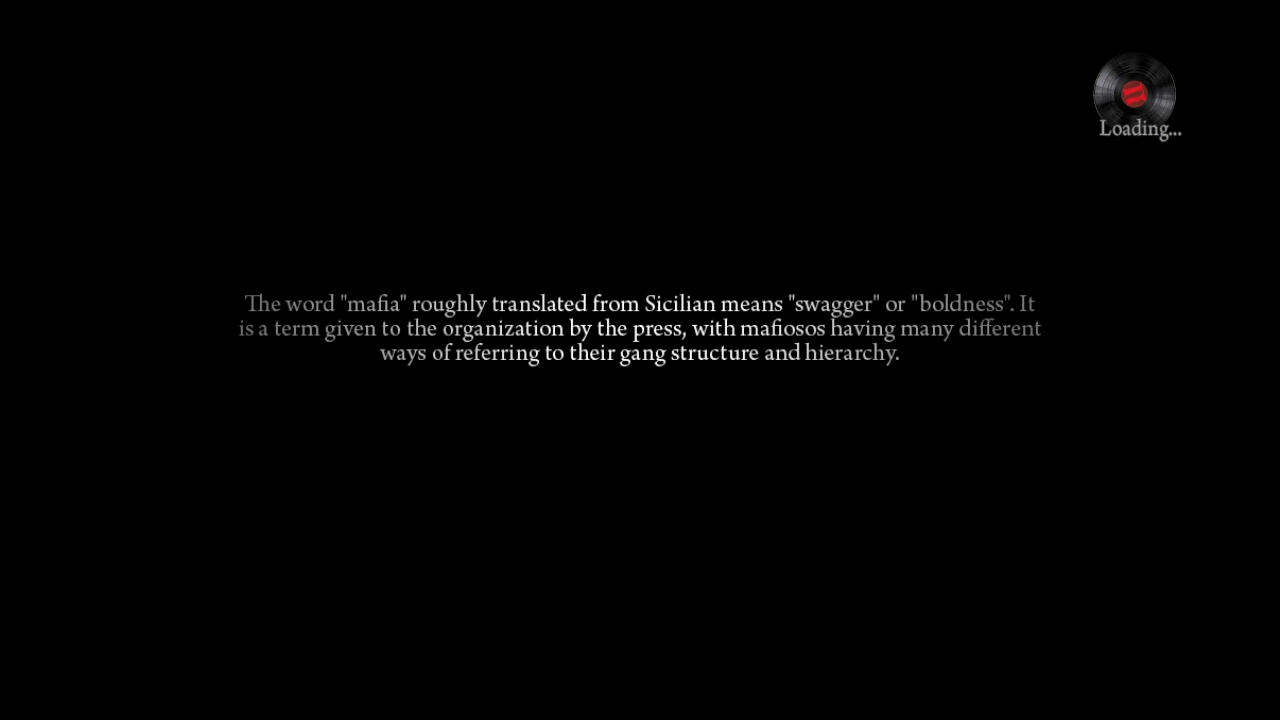 Loading...
The word "mafia" roughly translated from Sicilian means "swagger" or "boldness". It
is a term given to the organization by the press, with mafiosos having many different
ways of referring to their gang structure and hierarchy.